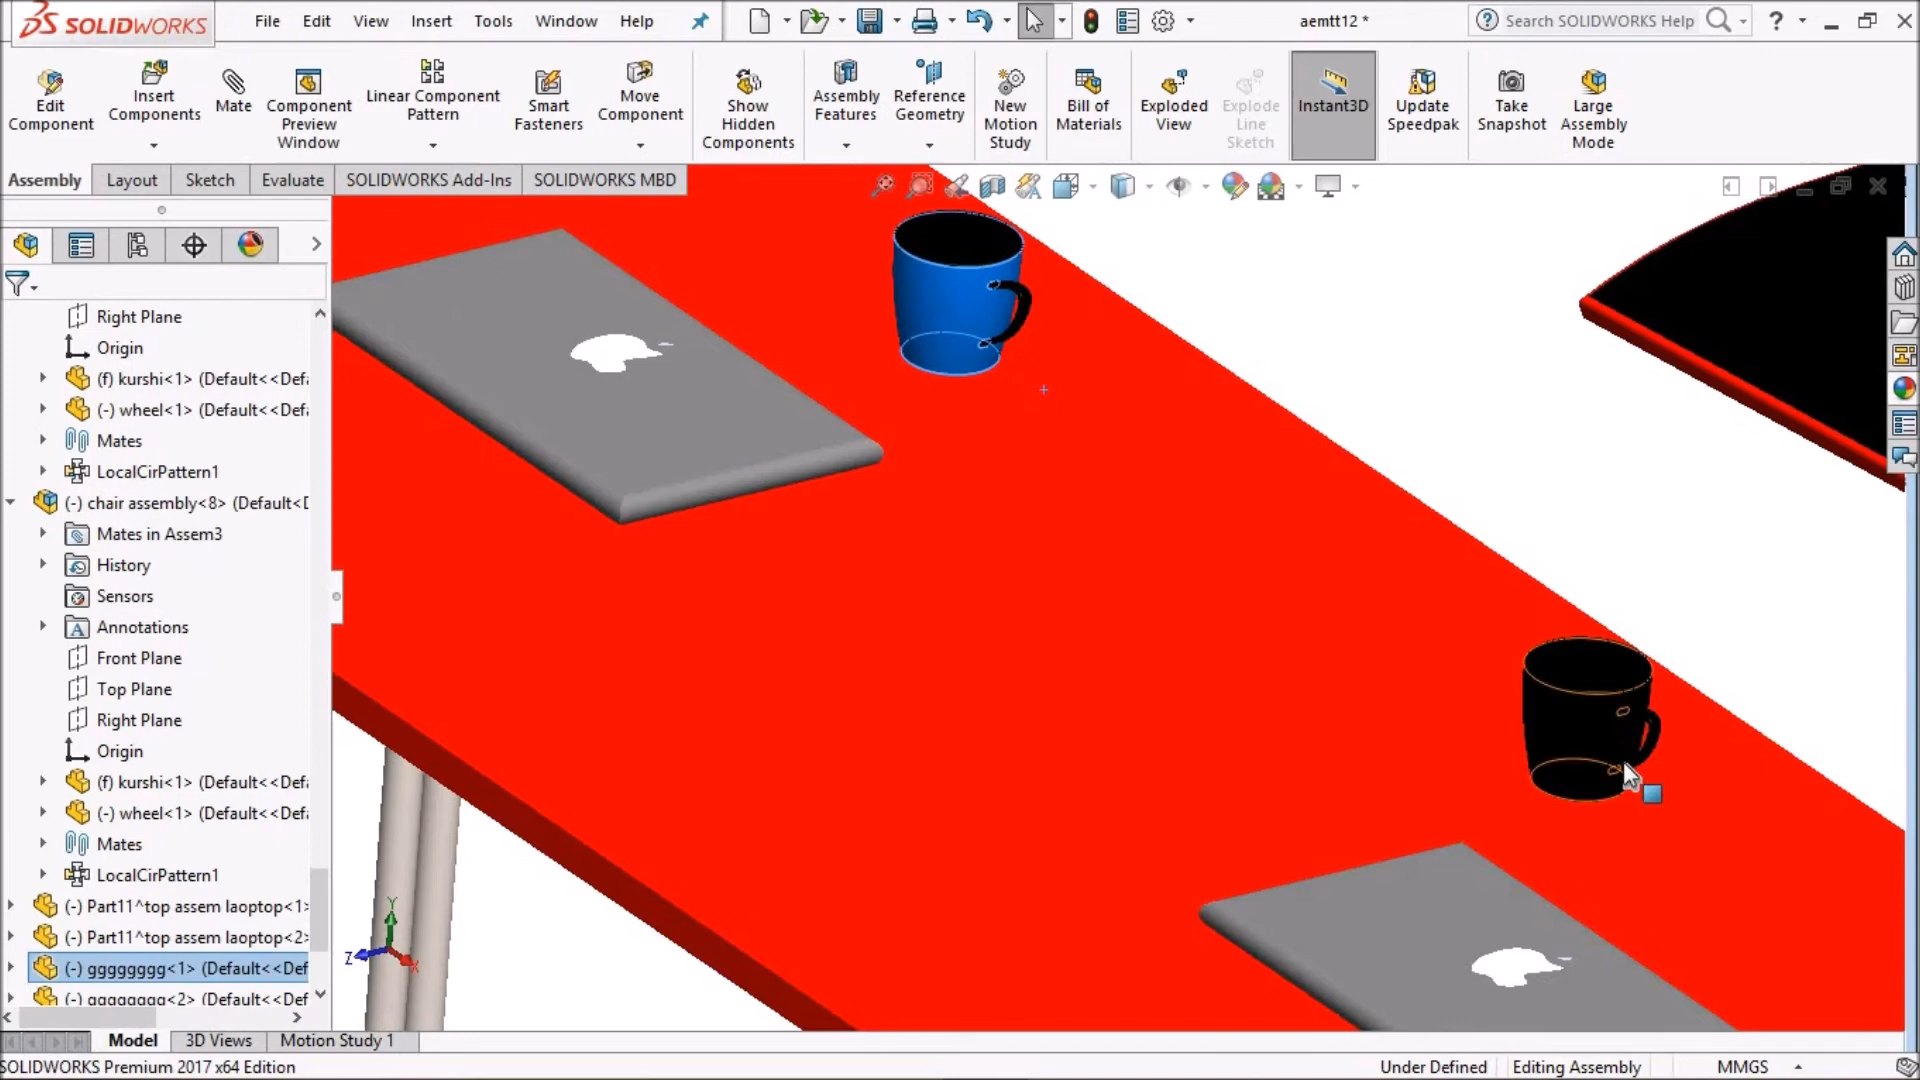 SOLIDWORKS
File Edit View Insert Tools Window Help
aemtt12 *
Search SOLIDWORKS Help
?
Edit Component
Insert Components
Mate
Component Preview Window
Linear Component Pattern
Smart Fasteners
Move Component
Show Hidden Components
Assembly Features
Reference Geometry
New Motion Study
Bill of Materials
Exploded View
Explode Line Sketch
Instant3D
Update Speedpak
Take Snapshot
Large Assembly Mode
Assembly Layout Sketch Evaluate SOLIDWORKS Add-Ins SOLIDWORKS MBD
Right Plane
Origin
(f) kurshi<1> (Default<<Def
(-) wheel<1> (Default<<Def
Mates
LocalCirPattern1
(-) chair assembly<8> (Default<D
Mates in Assem3
History
Sensors
Annotations
Front Plane
Top Plane
Right Plane
Origin
(f) kurshi<1> (Default<<Def
(-) wheel<1> (Default<<Def
Mates
LocalCirPattern1
(-) Part11^top assem laoptop<1>
(-) Part11^top assem laoptop<2>
(-) gggggggg<1> (Default<<Def
(-) gggggggg<2> (Default<<Def
Y
Z
X
Model 3D Views Motion Study 1
SOLIDWORKS Premium 2017 x64 Edition
Under Defined Editing Assembly MMGS